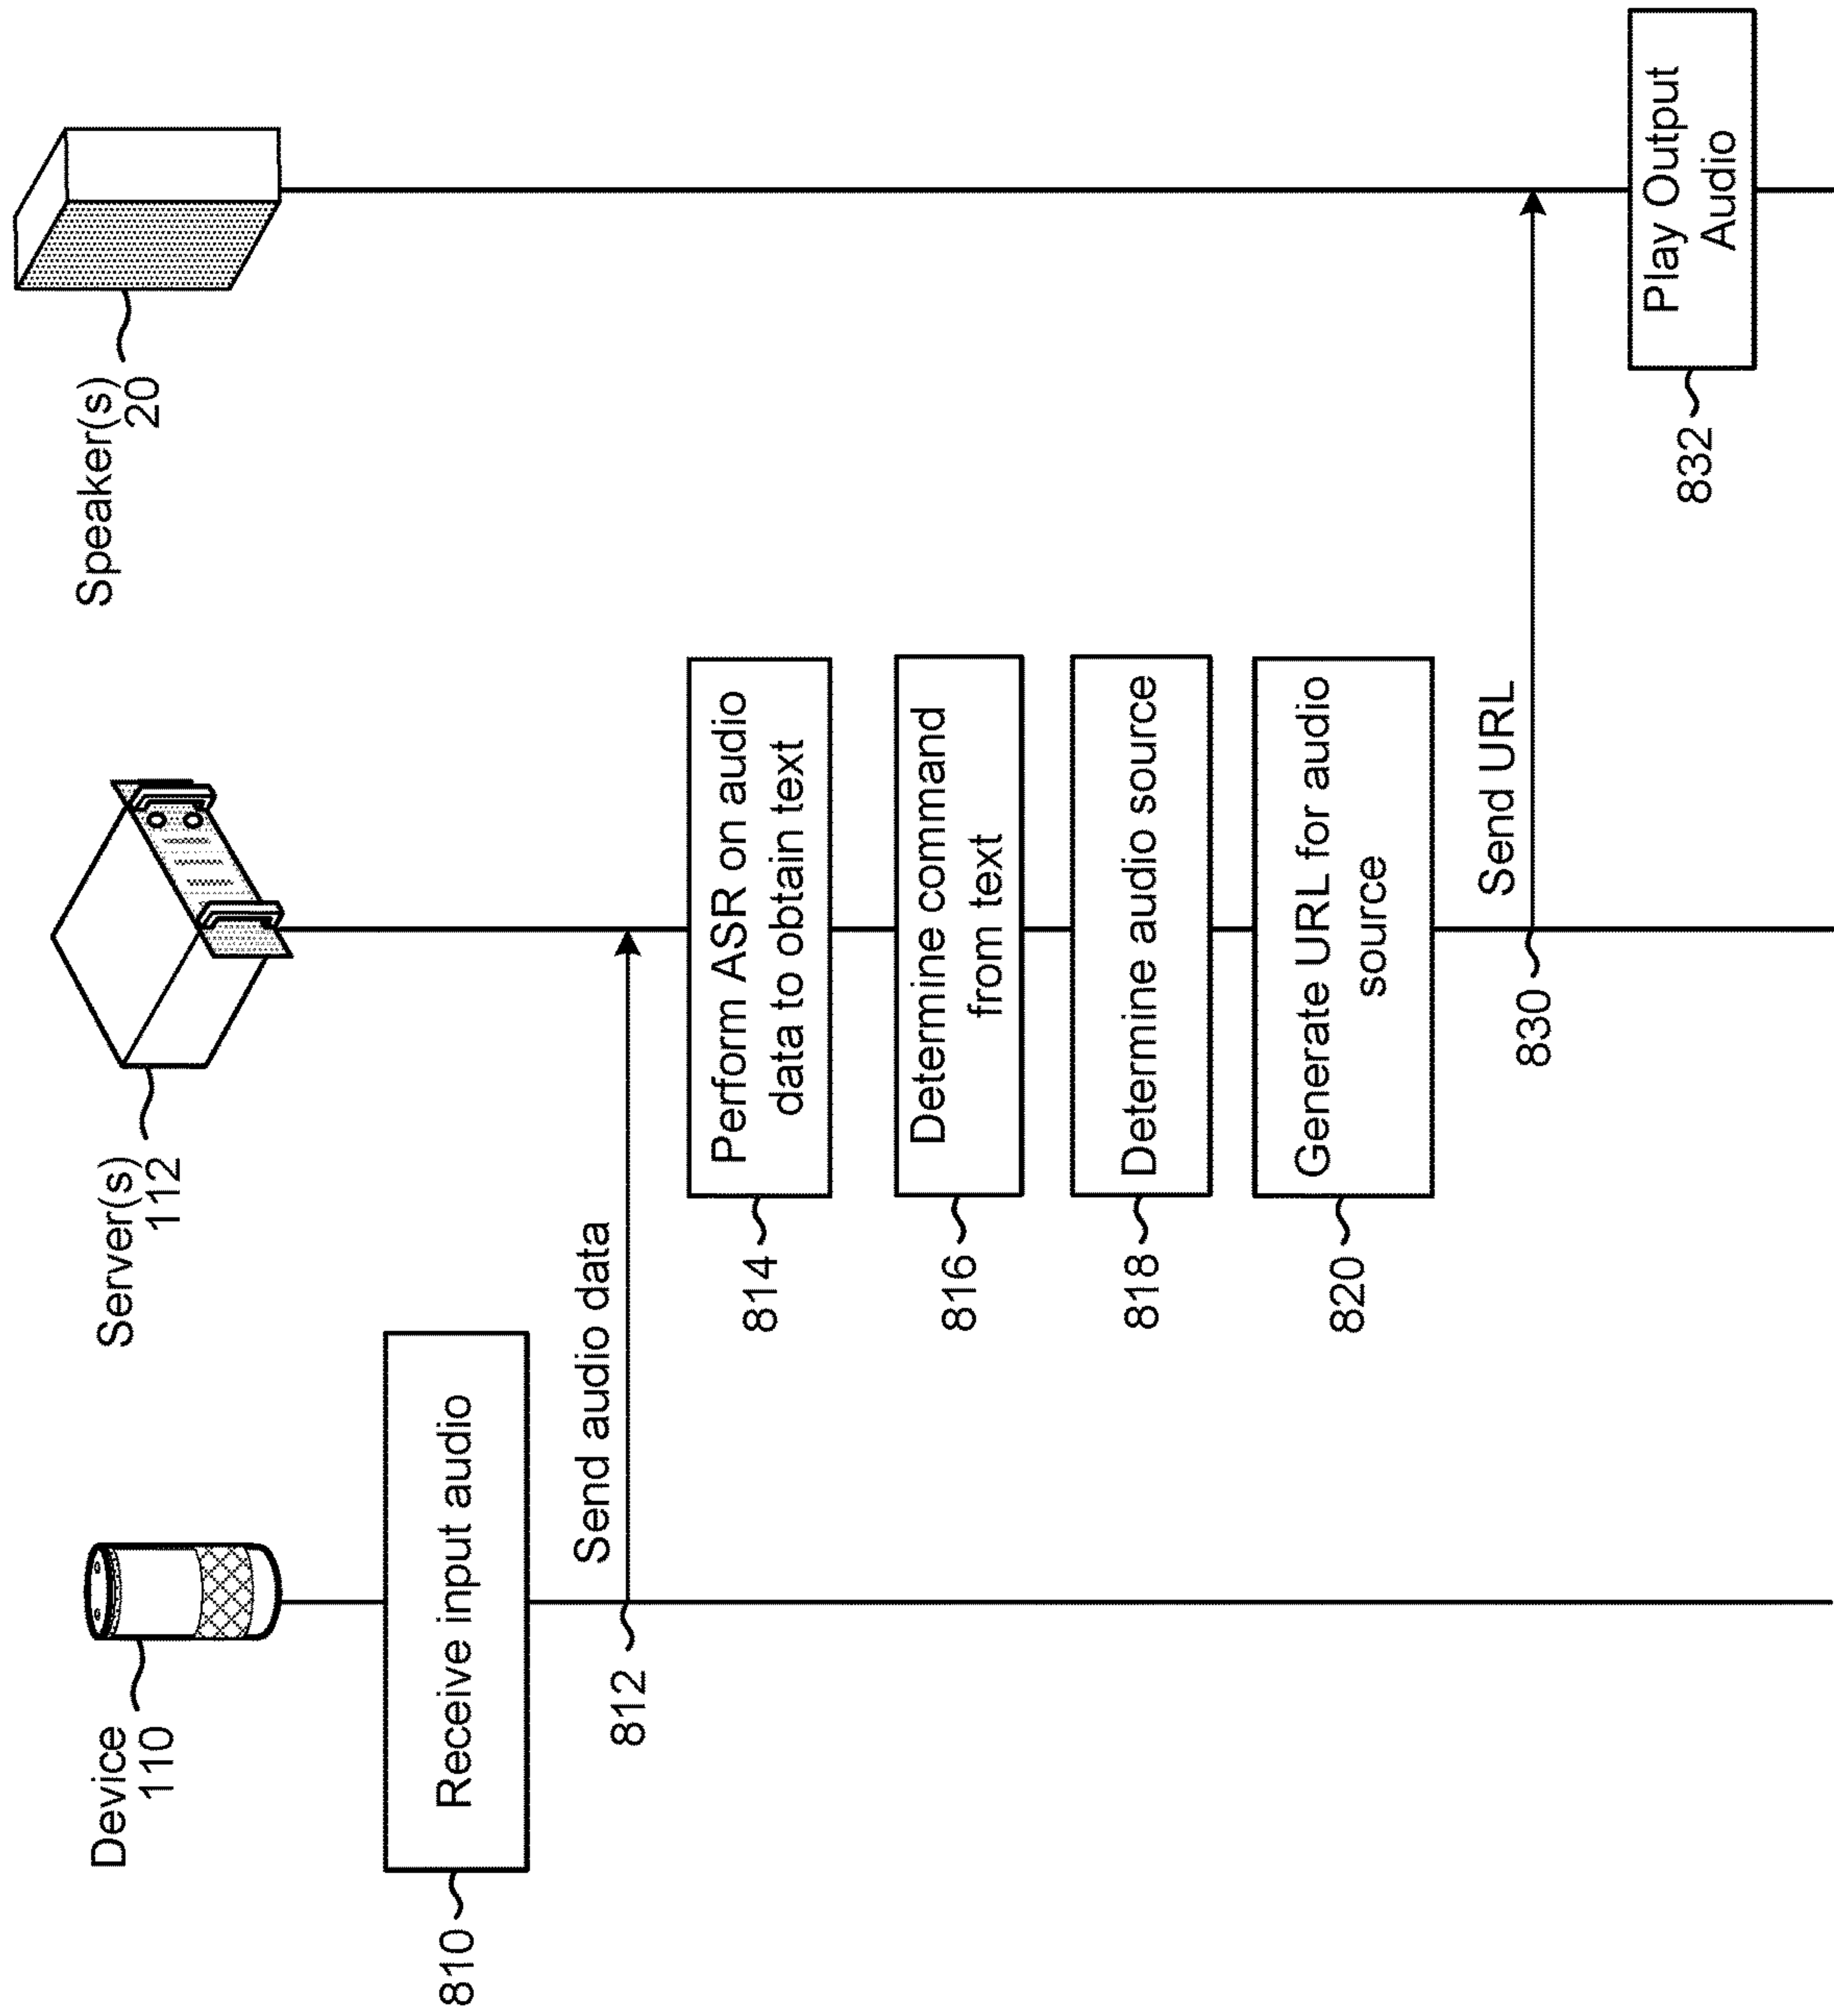 Device
110
Server(s)
112
Speaker(s)
20
810
Receive input audio
Send audio data
812
814
Perform ASR on audio
data to obtain text
816
Determine command
from text
818
Determine audio source
820
Generate URL for audio
source
Send URL
830
832
Play Output
Audio